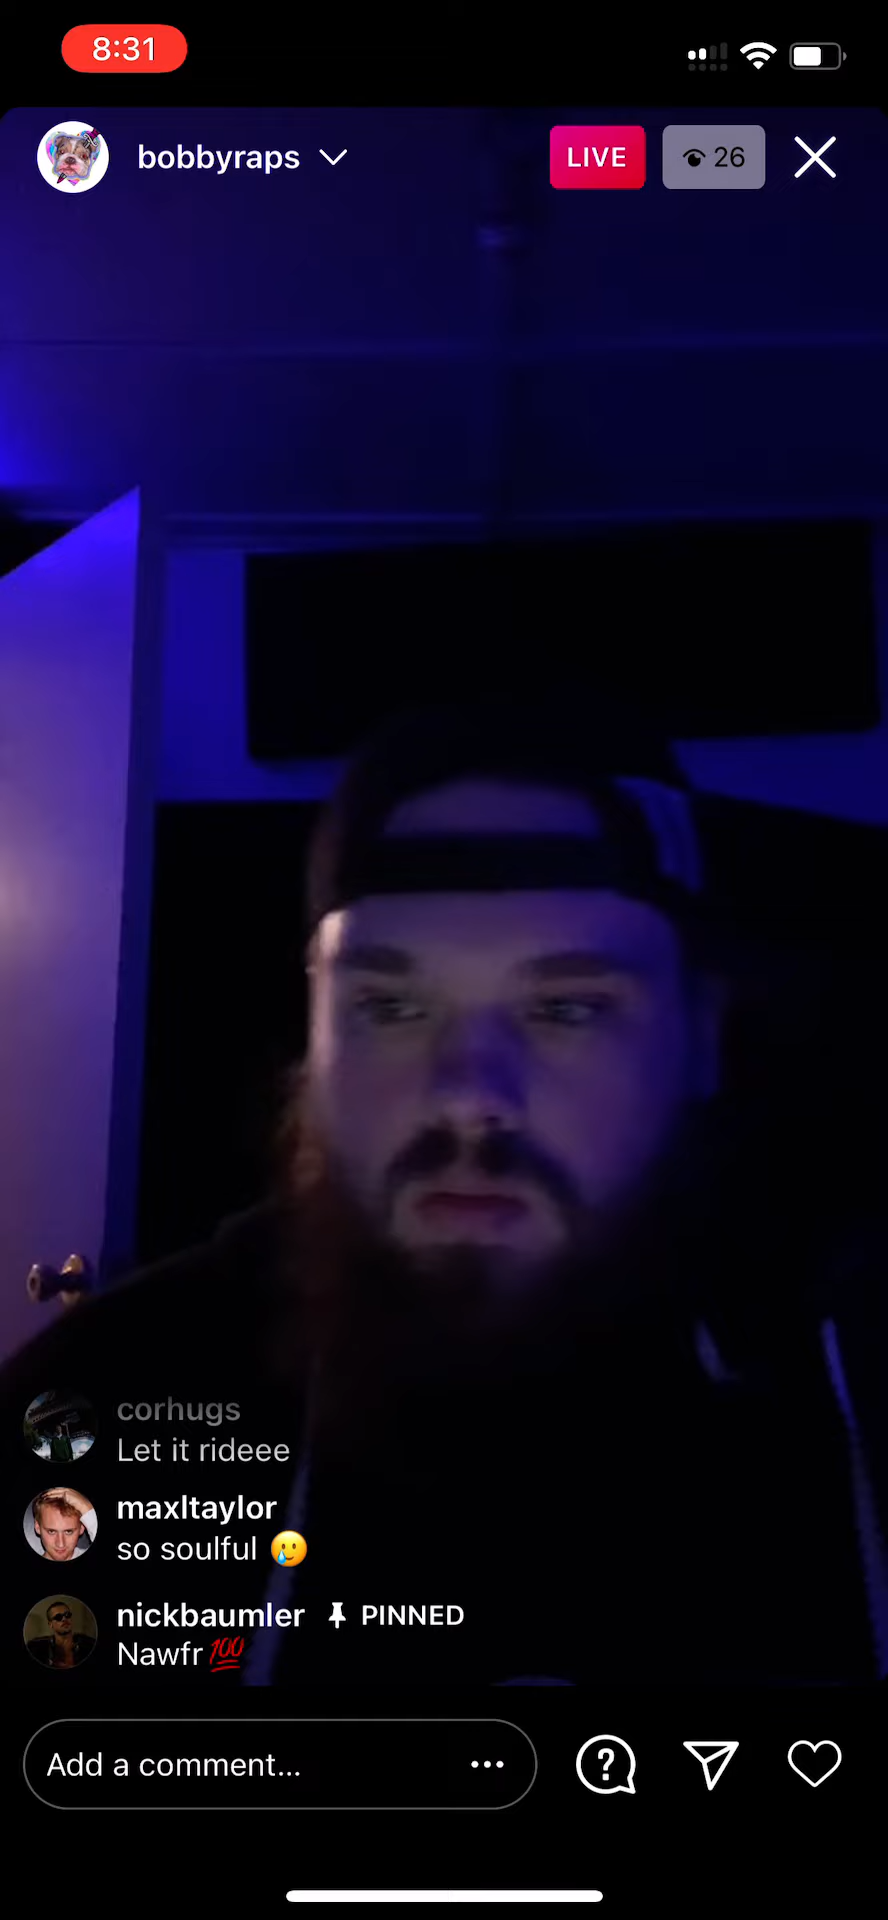 8:31
bobbyraps
LIVE
26
corhugs
Let it rideee
maxltaylor
so soulful 🥲
nickbaumler PINNED
Nawfr 💯
Add a comment...